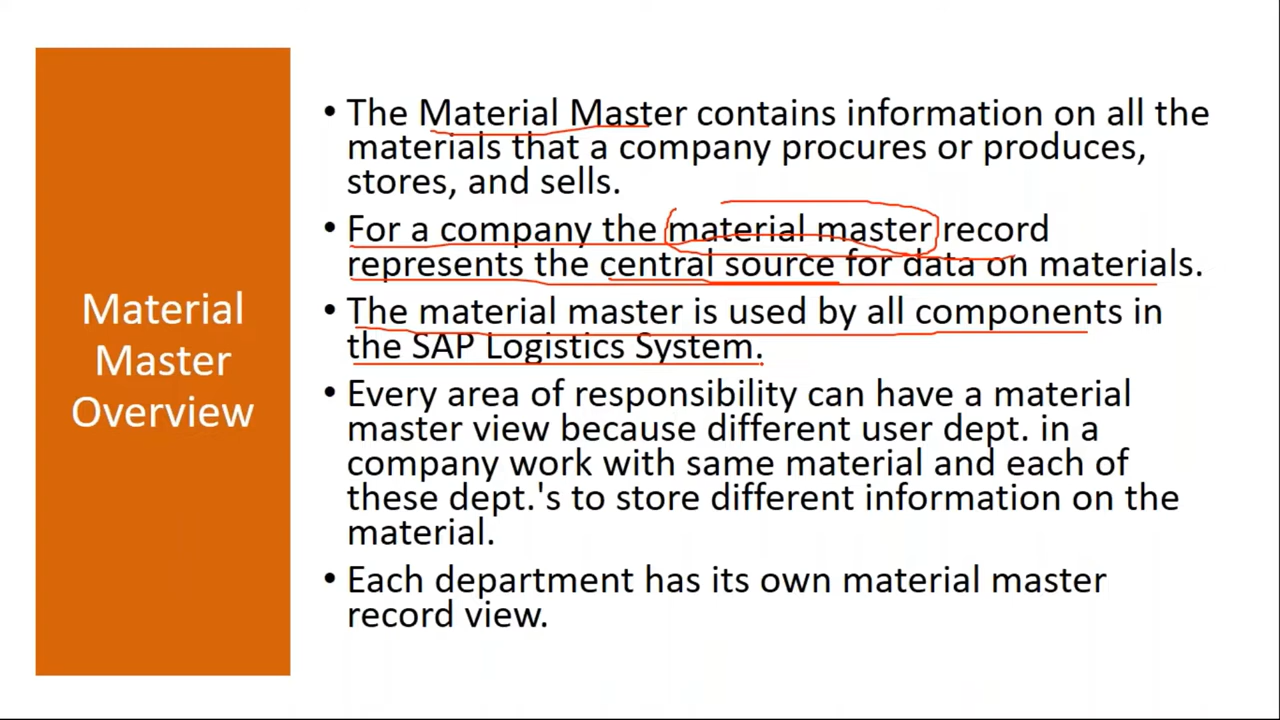 Material
Master
Overview
• The Material Master contains information on all the
materials that a company procures or produces,
stores, and sells.
• For a company the material master record
represents the central source for data on materials.
• The material master is used by all components in
the SAP Logistics System.
• Every area of responsibility can have a material
master view because different user dept. in a
company work with same material and each of
these dept.'s to store different information on the
material.
• Each department has its own material master
record view.